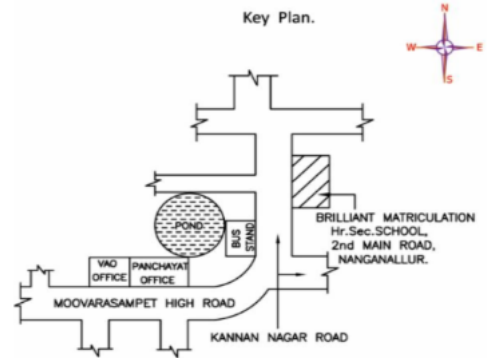 Key Plan.
N
W
E
S
POND
BUS
STAND
BRILLIANT MATRICULATION
Hr.Sec.SCHOOL,
2nd MAIN ROAD,
NANGANALLUR.
VAO
OFFICE
PANCHAYAT
OFFICE
MOOVARASAMPET HIGH ROAD
KANNAN NAGAR ROAD